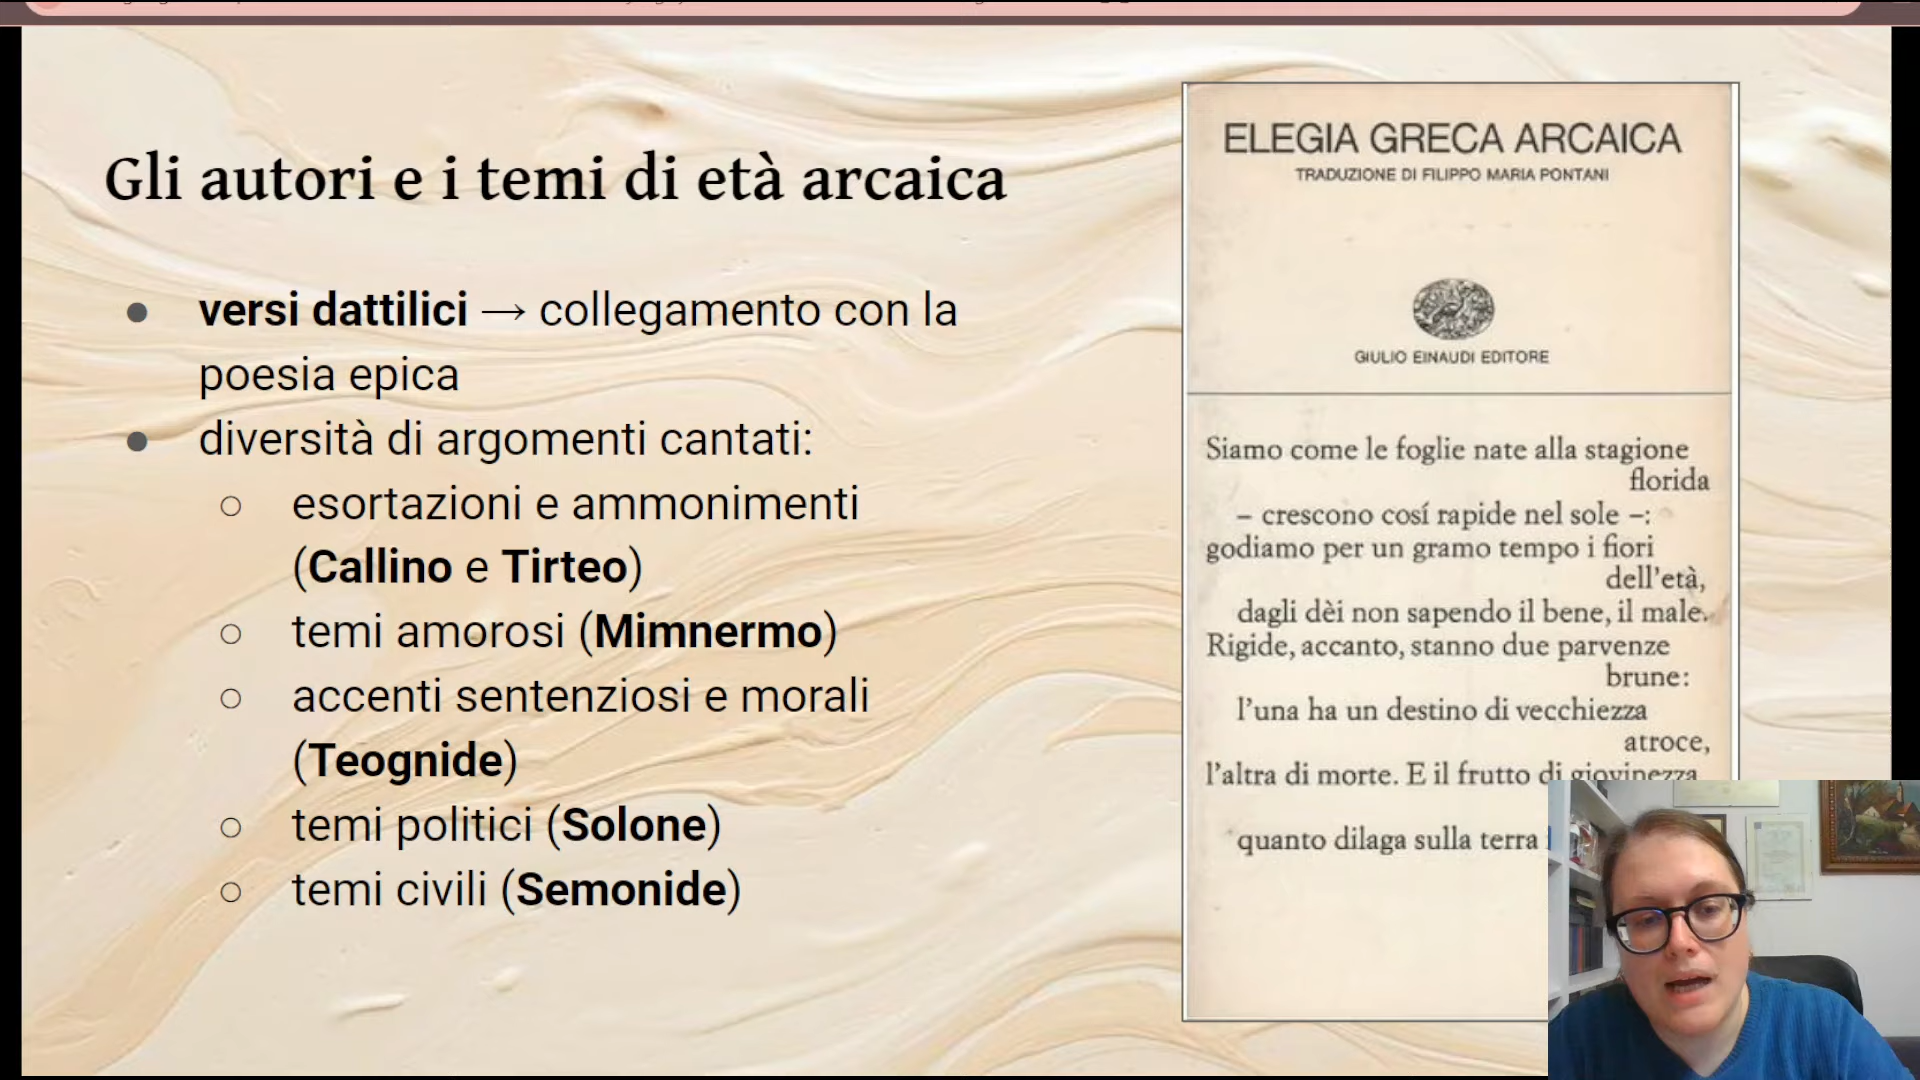 Gli autori e i temi di età arcaica
● versi dattilici → collegamento con la
poesia epica
● diversità di argomenti cantati:
○ esortazioni e ammonimenti
(Callino e Tirteo)
○ temi amorosi (Mimnermo)
○ accenti sentenziosi e morali
(Teognide)
○ temi politici (Solone)
○ temi civili (Semonide)
ELEGIA GRECA ARCAICA
TRADUZIONE DI FILIPPO MARIA PONTANI
GIULIO EINAUDI EDITORE
Siamo come le foglie nate alla stagione
florida
– crescono cosí rapide nel sole –:
godiamo per un gramo tempo i fiori
dell'età,
dagli dèi non sapendo il bene, il male.
Rigide, accanto, stanno due parvenze
brune:
l'una ha un destino di vecchiezza
atroce,
l'altra di morte. E il frutto di giovinezza
quanto dilaga sulla terra